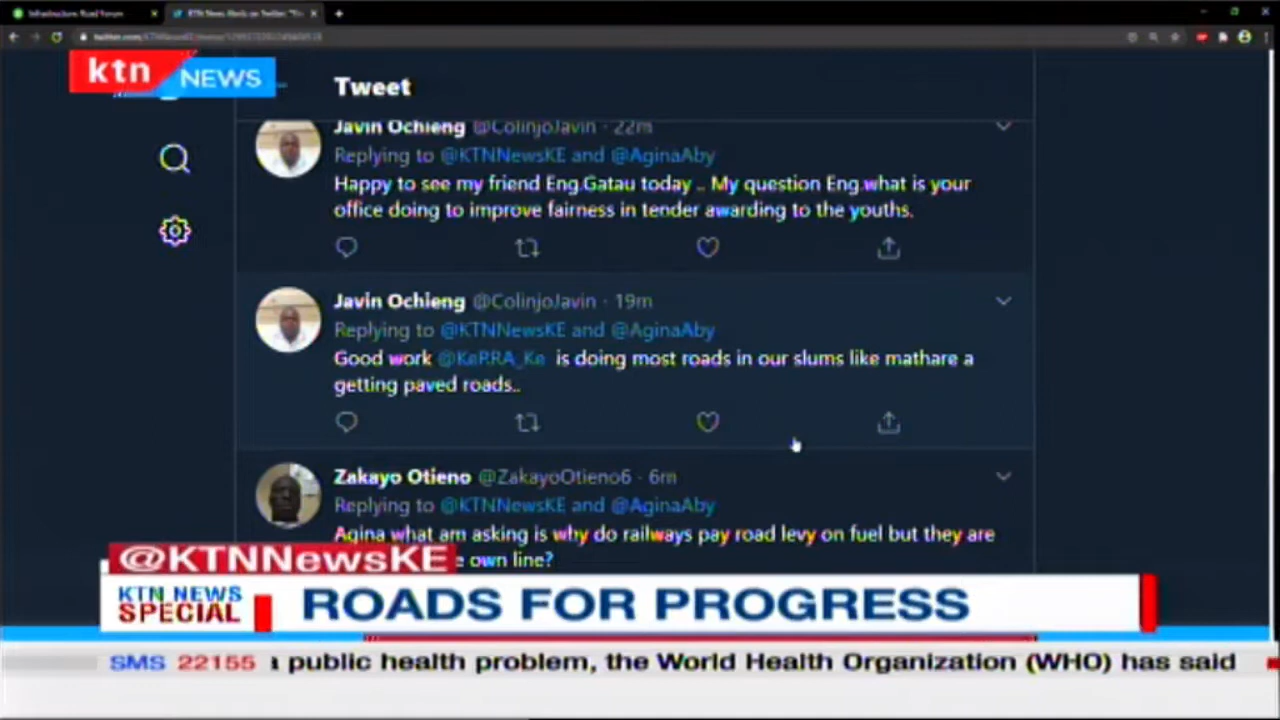 Infrastructure Road Forum
ktn NEWS
Tweet
Javin Ochieng @ColinjoJavin · 22m
Replying to @KTNNewsKE and @AginaAby
Happy to see my friend Eng.Gatau today .. My question Eng.what is your
office doing to improve fairness in tender awarding to the youths.
Javin Ochieng @ColinjoJavin · 19m
Replying to @KTNNewsKE and @AginaAby
Good work @KeRRA_Ke is doing most roads in our slums like mathare a
getting paved roads..
Zakayo Otieno @ZakayoOtieno6 · 6m
Replying to @KTNNewsKE and @AginaAby
Agina what am asking is why do railways pay road levy on fuel but they are
own line?
@KTNNewsKE
KTN NEWS
SPECIAL
ROADS FOR PROGRESS
SMS 22155 a public health problem, the World Health Organization (WHO) has said